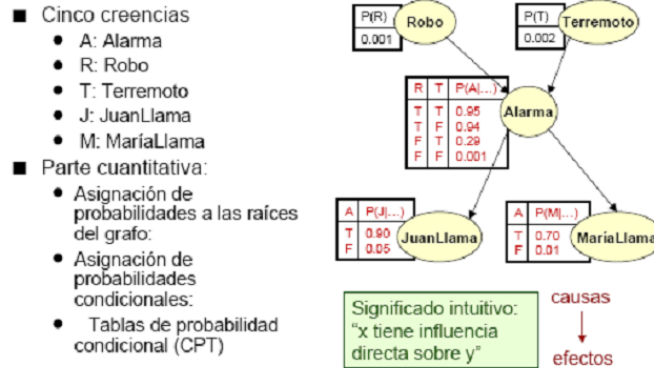 ■ Cinco creencias
● A: Alarma
● R: Robo
● T: Terremoto
● J: JuanLlama
● M: MaríaLlama
■ Parte cuantitativa:
● Asignación de
probabilidades a las raíces
del grafo:
● Asignación de
probabilidades
condicionales:
● Tablas de probabilidad
condicional (CPT)
P(R)
0.001
Robo
P(T)
0.002
Terremoto
R T P(A|...)
T T 0.95
T F 0.94
F T 0.29
F F 0.001
Alarma
A P(J|...)
T 0.90
F 0.05
JuanLlama
A P(M|...)
T 0.70
F 0.01
MaríaLlama
Significado intuitivo:
“x tiene influencia
directa sobre y”
causas
efectos